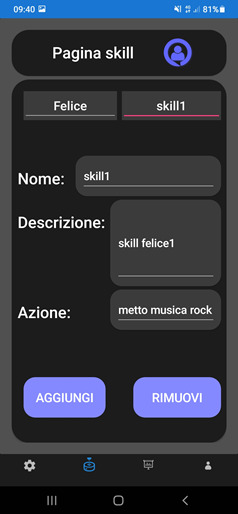 09:40
81%
Pagina skill
Felice
skill1
Nome:
skill1
Descrizione:
skill felice1
Azione:
metto musica rock
AGGIUNGI
RIMUOVI